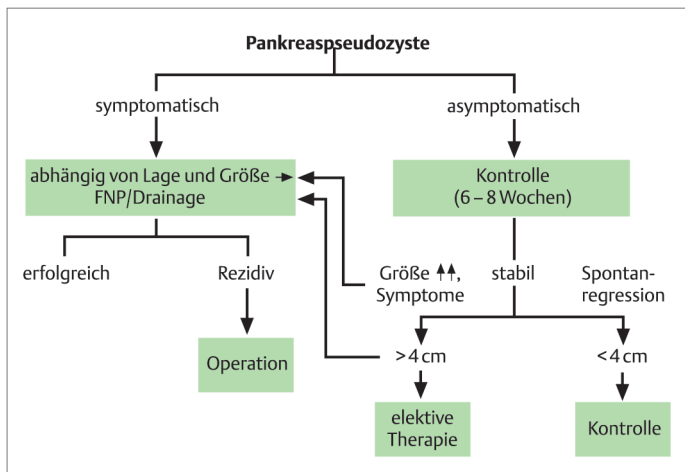 Pankreaspseudozyste
symptomatisch
asymptomatisch
abhängig von Lage und Größe →
FNP/Drainage
Kontrolle
(6 – 8 Wochen)
erfolgreich
Rezidiv
Größe ↑↑,
Symptome
stabil
Spontan-
regression
Operation
> 4 cm
< 4 cm
elektive
Therapie
Kontrolle